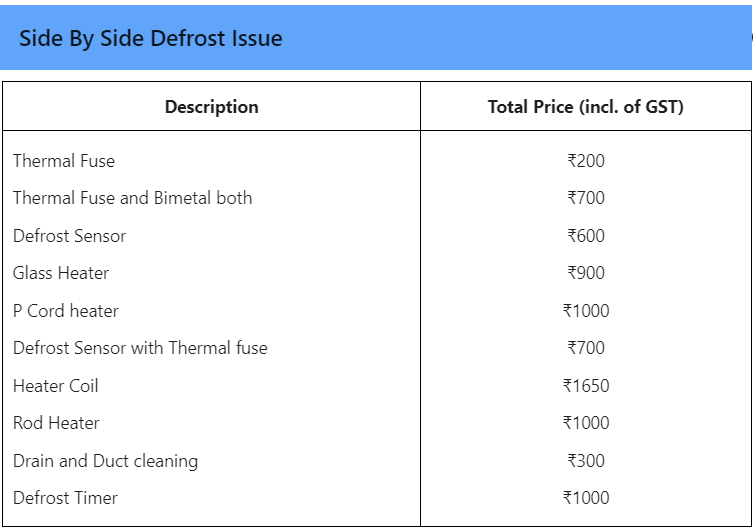 Side By Side Defrost Issue
Description Total Price (incl. of GST)
Thermal Fuse ₹200
Thermal Fuse and Bimetal both ₹700
Defrost Sensor ₹600
Glass Heater ₹900
P Cord heater ₹1000
Defrost Sensor with Thermal fuse ₹700
Heater Coil ₹1650
Rod Heater ₹1000
Drain and Duct cleaning ₹300
Defrost Timer ₹1000